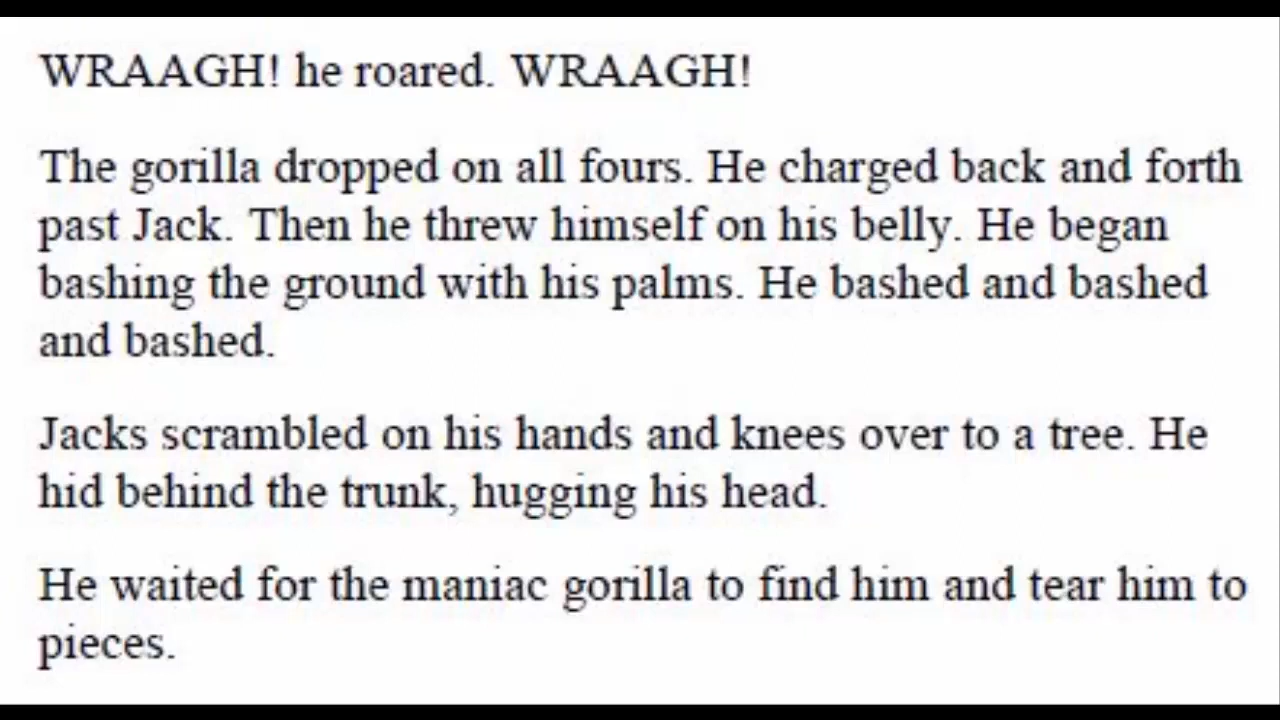 WRAAGH! he roared. WRAAGH!
The gorilla dropped on all fours. He charged back and forth
past Jack. Then he threw himself on his belly. He began
bashing the ground with his palms. He bashed and bashed
and bashed.
Jacks scrambled on his hands and knees over to a tree. He
hid behind the trunk, hugging his head.
He waited for the maniac gorilla to find him and tear him to
pieces.